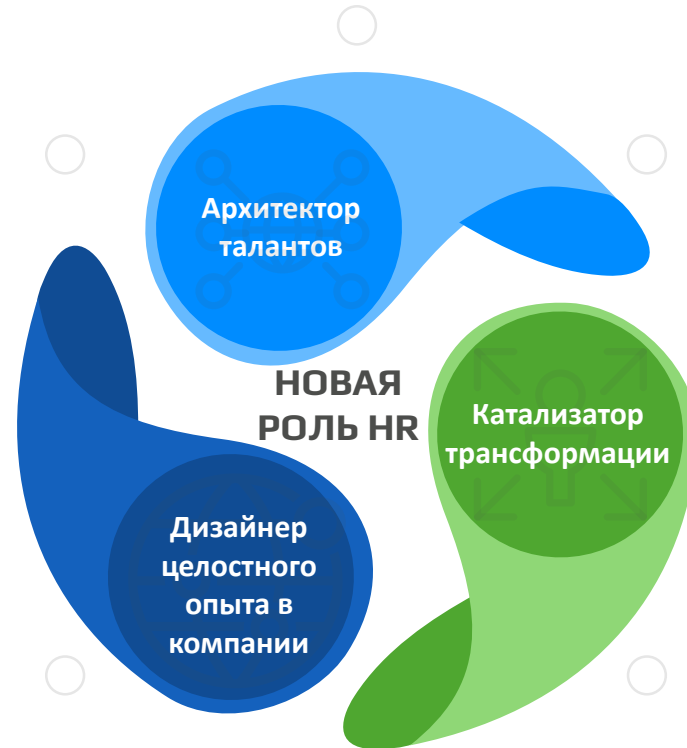 Архитектор
талантов
НОВАЯ
РОЛЬ HR
Катализатор
трансформации
Дизайнер
целостного
опыта в
компании